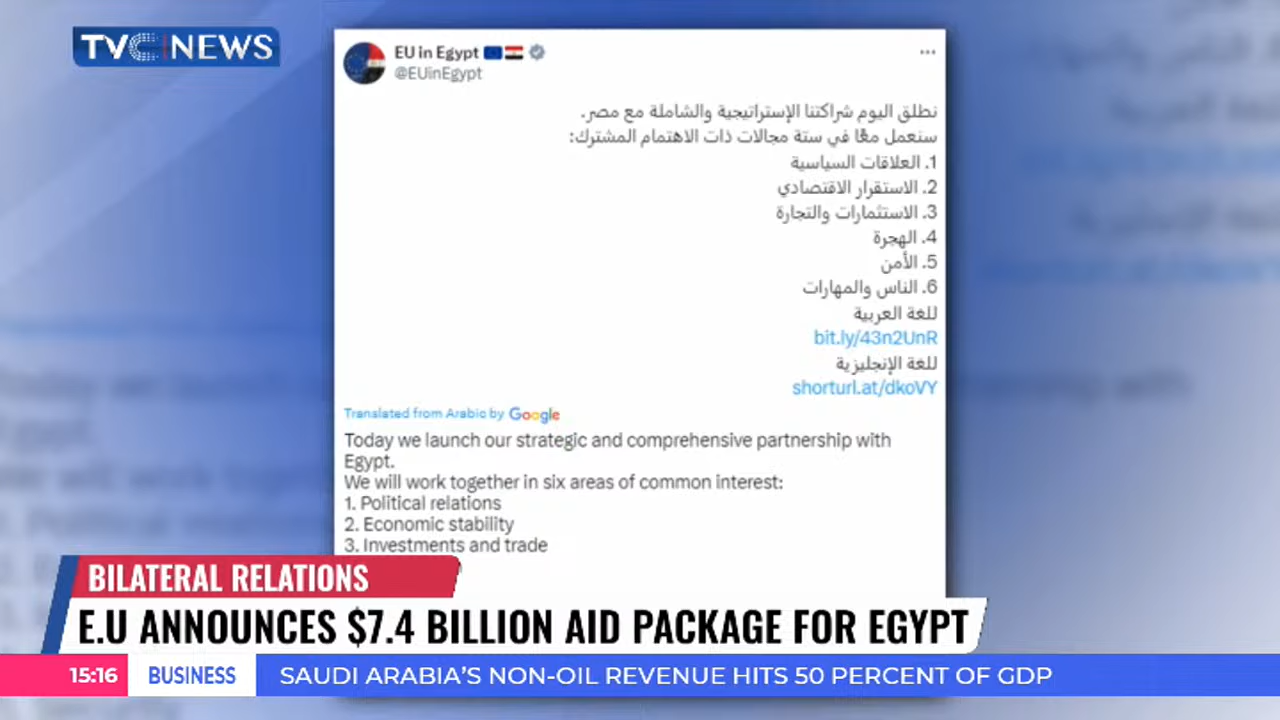 TVC NEWS
EU in Egypt
@EUinEgypt
نطلق اليوم شراكتنا الإستراتيجية والشاملة مع مصر.
سنعمل معًا في ستة مجالات ذات الاهتمام المشترك:
1. العلاقات السياسية
2. الاستقرار الاقتصادي
3. الاستثمارات والتجارة
4. الهجرة
5. الأمن
6. الناس والمهارات
للغة العربية
bit.ly/43n2UnR
للغة الإنجليزية
shorturl.at/dkoVY
Translated from Arabic by Google
Today we launch our strategic and comprehensive partnership with
Egypt.
We will work together in six areas of common interest:
1. Political relations
2. Economic stability
3. Investments and trade
BILATERAL RELATIONS
E.U ANNOUNCES $7.4 BILLION AID PACKAGE FOR EGYPT
15:16 BUSINESS SAUDI ARABIA'S NON-OIL REVENUE HITS 50 PERCENT OF GDP